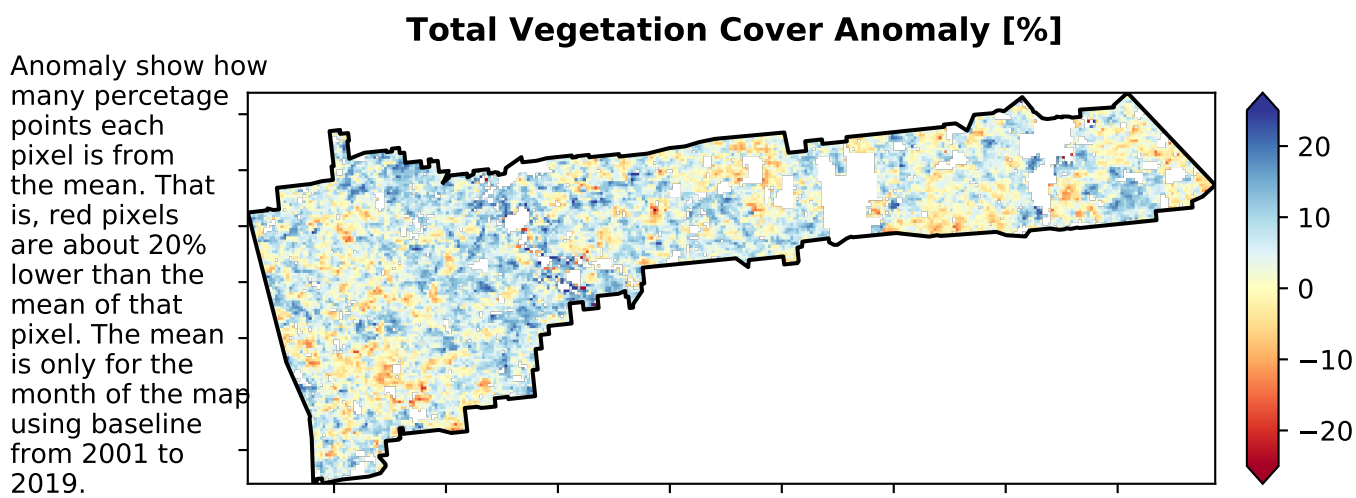 Total Vegetation Cover Anomaly [%]
Anomaly show how
many percetage
points each
pixel is from
the mean. That
is, red pixels
are about 20%
lower than the
mean of that
pixel. The mean
is only for the
month of the map
using baseline
from 2001 to
2019.
20
10
0
−10
−20